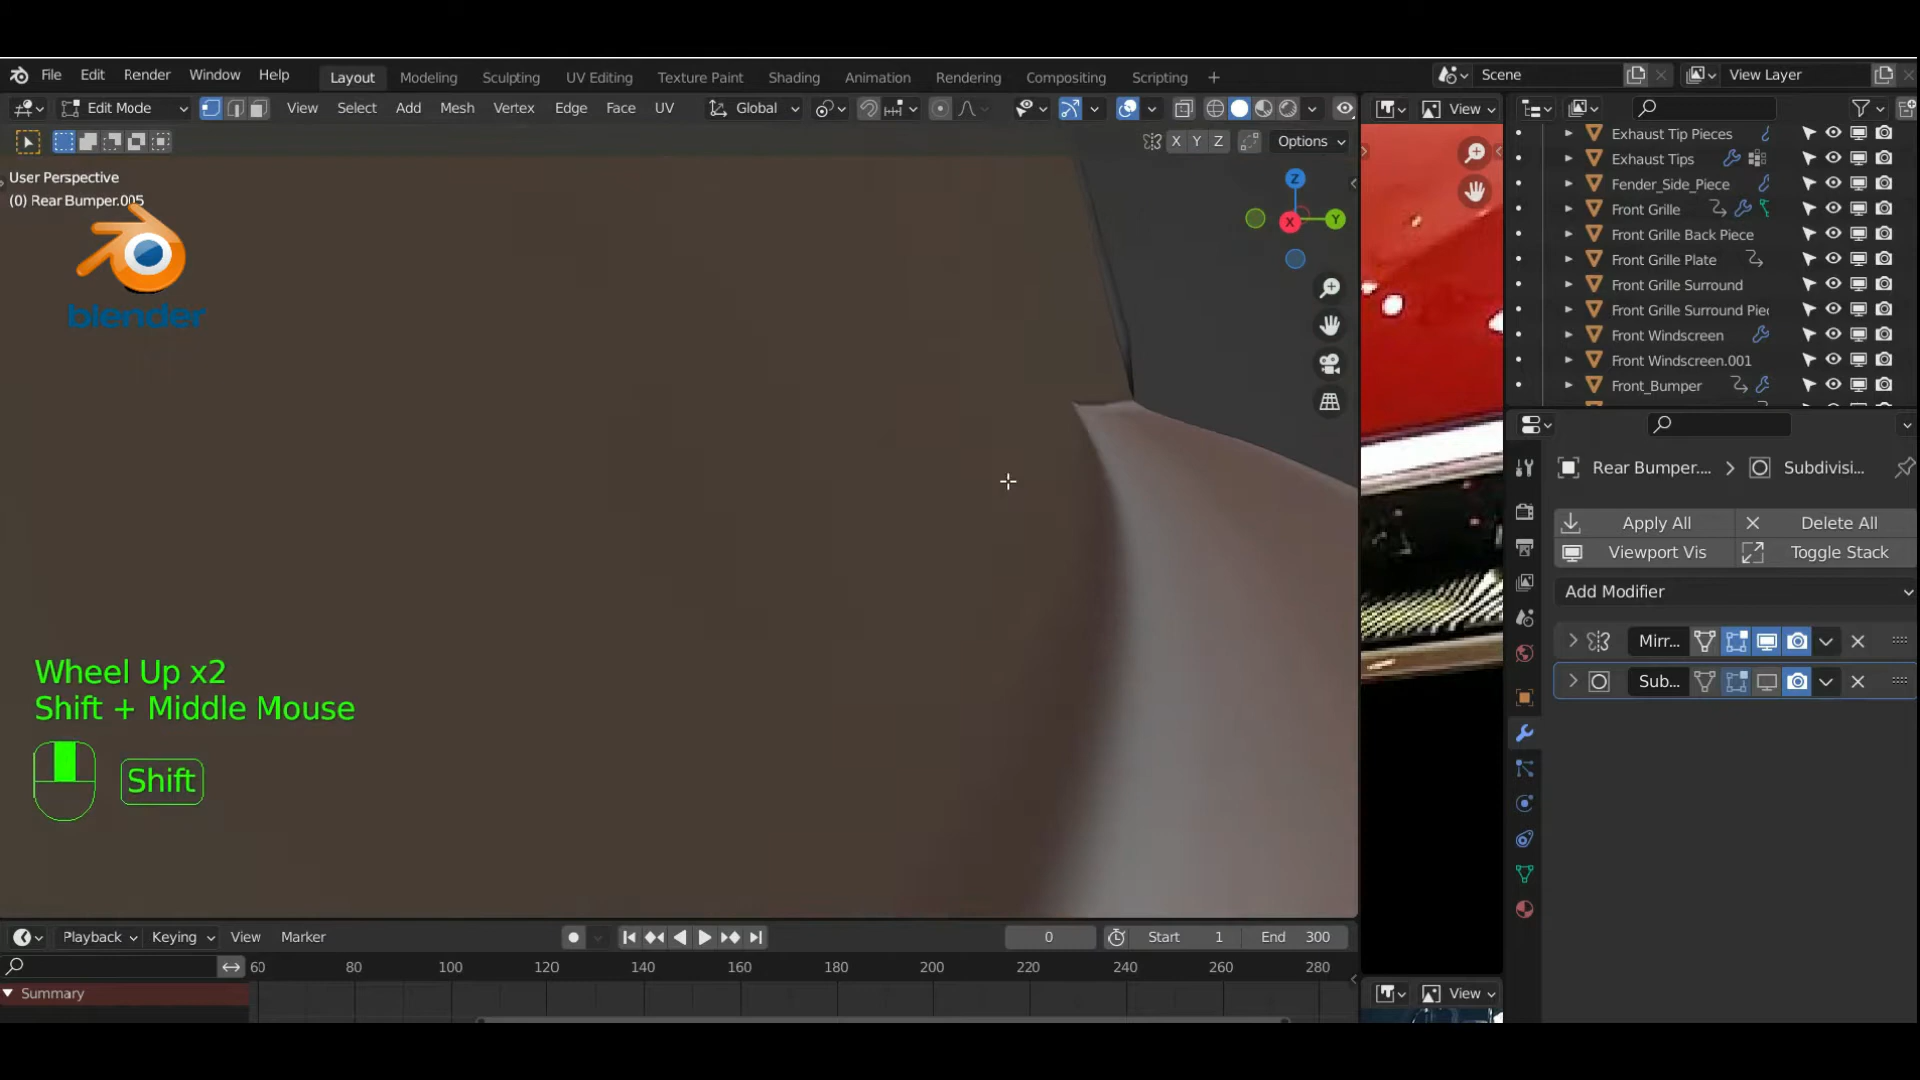 File Edit Render Window Help Layout Modeling Sculpting UV Editing Texture Paint Shading Animation Rendering Compositing Scripting + Scene View Layer
Edit Mode View Select Add Mesh Vertex Edge Face UV Global View
X Y Z Options
User Perspective
(0) Rear Bumper.005
blender
Z
Y
X
Exhaust Tip Pieces
Exhaust Tips
Fender_Side_Piece
Front Grille
Front Grille Back Piece
Front Grille Plate
Front Grille Surround
Front Grille Surround Piec
Front Windscreen
Front Windscreen.001
Front_Bumper
Rear Bumper.... Subdivisi...
Apply All Delete All
Viewport Vis Toggle Stack
Add Modifier
Mirr...
Sub...
Wheel Up x2
Shift + Middle Mouse
Shift
Playback Keying View Marker 0 Start 1 End 300
60 80 100 120 140 160 180 200 220 240 260 280
Summary
View